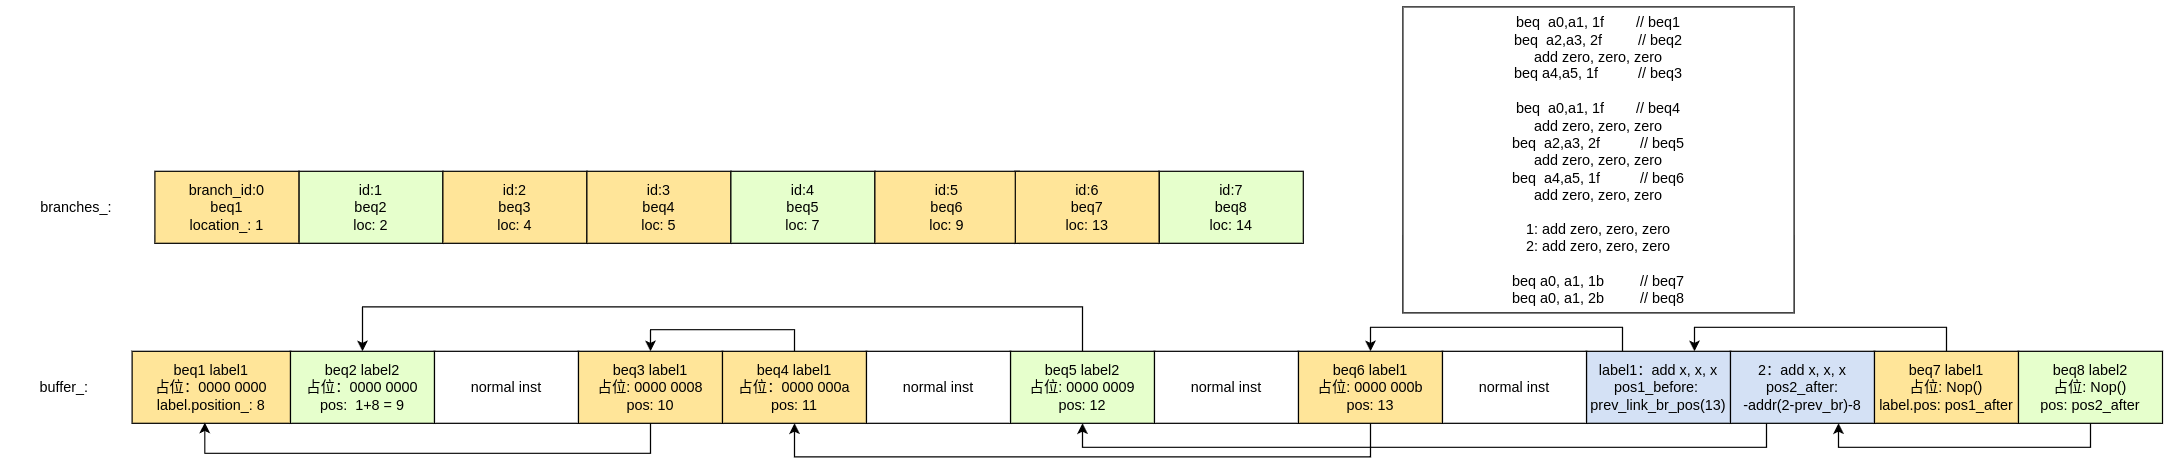 beq  a0,a1, 1f        // beq1
beq  a2,a3, 2f         // beq2
add zero, zero, zero
beq a4,a5, 1f          // beq3
beq  a0,a1, 1f        // beq4
add zero, zero, zero
beq  a2,a3, 2f          // beq5
add zero, zero, zero
beq  a4,a5, 1f          // beq6
add zero, zero, zero
1: add zero, zero, zero
2: add zero, zero, zero
beq a0, a1, 1b         // beq7
beq a0, a1, 2b         // beq8
branches_:
branch_id:0
beq1
location_: 1
id:1
beq2
loc: 2
id:2
beq3
loc: 4
id:3
beq4
loc: 5
id:4
beq5
loc: 7
id:5
beq6
loc: 9
id:6
beq7
loc: 13
id:7
beq8
loc: 14
buffer_:
beq1 label1
占位：0000 0000
label.position_: 8
beq2 label2
占位：0000 0000
pos:  1+8 = 9
normal inst
beq3 label1
占位: 0000 0008
pos: 10
beq4 label1
占位：0000 000a
pos: 11
normal inst
beq5 label2
占位: 0000 0009
pos: 12
normal inst
beq6 label1
占位: 0000 000b
pos: 13
normal inst
label1：add x, x, x
pos1_before:
prev_link_br_pos(13)
2：add x, x, x
pos2_after:
-addr(2-prev_br)-8
beq7 label1
占位: Nop()
label.pos: pos1_after
beq8 label2
占位: Nop()
pos: pos2_after